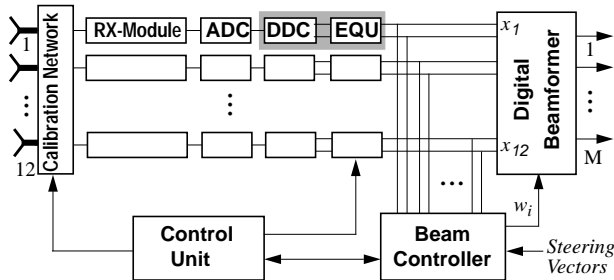 1
12
Calibration Network
RX-Module
ADC
DDC
EQU
...
...
...
x1
x12
Digital
Beamformer
1
M
...
wi
Control
Unit
Beam
Controller
Steering
Vectors